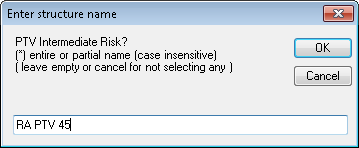 Enter structure name
PTV Intermediate Risk?
(*) entire or partial name (case insensitive)
( leave empty or cancel for not selecting any )
OK
Cancel
RA PTV 45